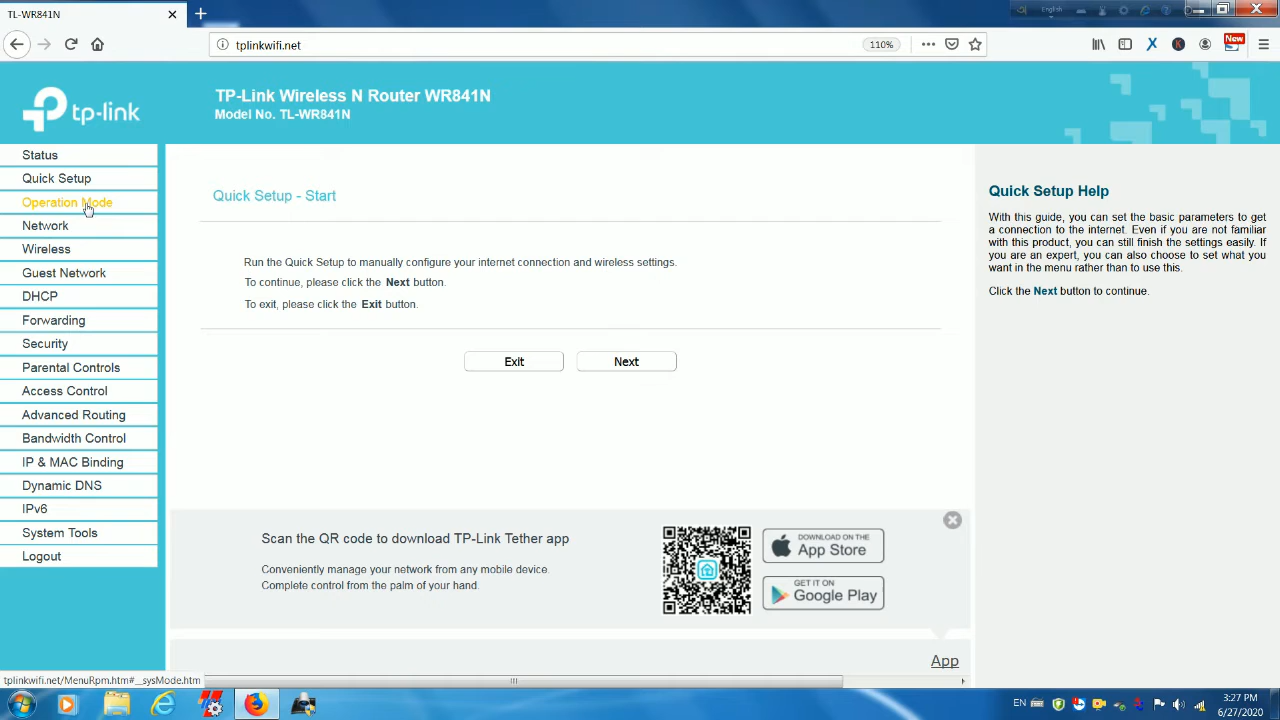 TL-WR841N
English
tplinkwifi.net
110%
New
tp-link
TP-Link Wireless N Router WR841N
Model No. TL-WR841N
Status
Quick Setup
Operation Mode
Network
Wireless
Guest Network
DHCP
Forwarding
Security
Parental Controls
Access Control
Advanced Routing
Bandwidth Control
IP & MAC Binding
Dynamic DNS
IPv6
System Tools
Logout
Quick Setup - Start
Run the Quick Setup to manually configure your internet connection and wireless settings.
To continue, please click the Next button.
To exit, please click the Exit button.
Exit
Next
Scan the QR code to download TP-Link Tether app
Conveniently manage your network from any mobile device.
Complete control from the palm of your hand.
DOWNLOAD ON THE
App Store
GET IT ON
Google Play
App
Quick Setup Help
With this guide, you can set the basic parameters to get
a connection to the internet. Even if you are not familiar
with this product, you can still finish the settings easily. If
you are an expert, you can also choose to set what you
want in the menu rather than to use this.
Click the Next button to continue.
tplinkwifi.net/MenuRpm.htm#__sysMode.htm
EN
3:27 PM
6/27/2020